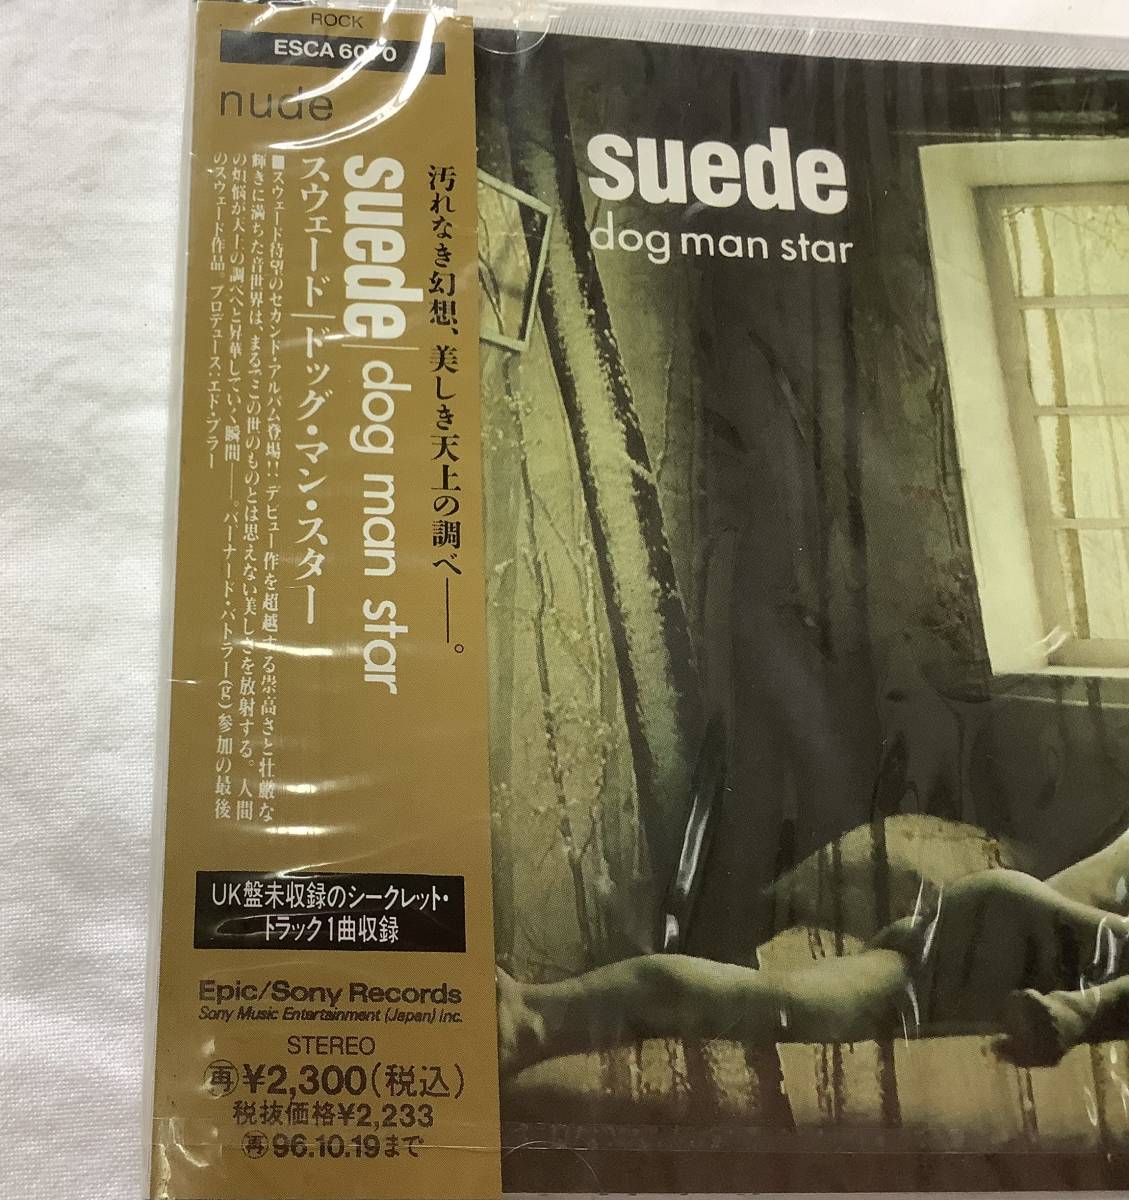 ROCK
ESCA 6070
nude
汚れなき幻想、美しき天上の調べ――。
suede | dog man star
スウェード | ドッグ・マン・スター
■スウェード待望のセカンド・アルバム登場!! デビュー作を超越する崇高さと壮厳な
輝きに満ちた音世界は、まるでこの世のものとは思えない美しさを放射する。人間
の煩悩が天上の調べへと昇華していく瞬間――。バーナード・バトラー(g)参加の最後
のスウェード作品。プロデュース:エド・ブラー
UK盤未収録のシークレット・
トラック1曲収録
Epic/Sony Records
Sony Music Entertainment (Japan) Inc.
STEREO
再¥2,300(税込)
税抜価格¥2,233
再96.10.19まで
suede
dog man star